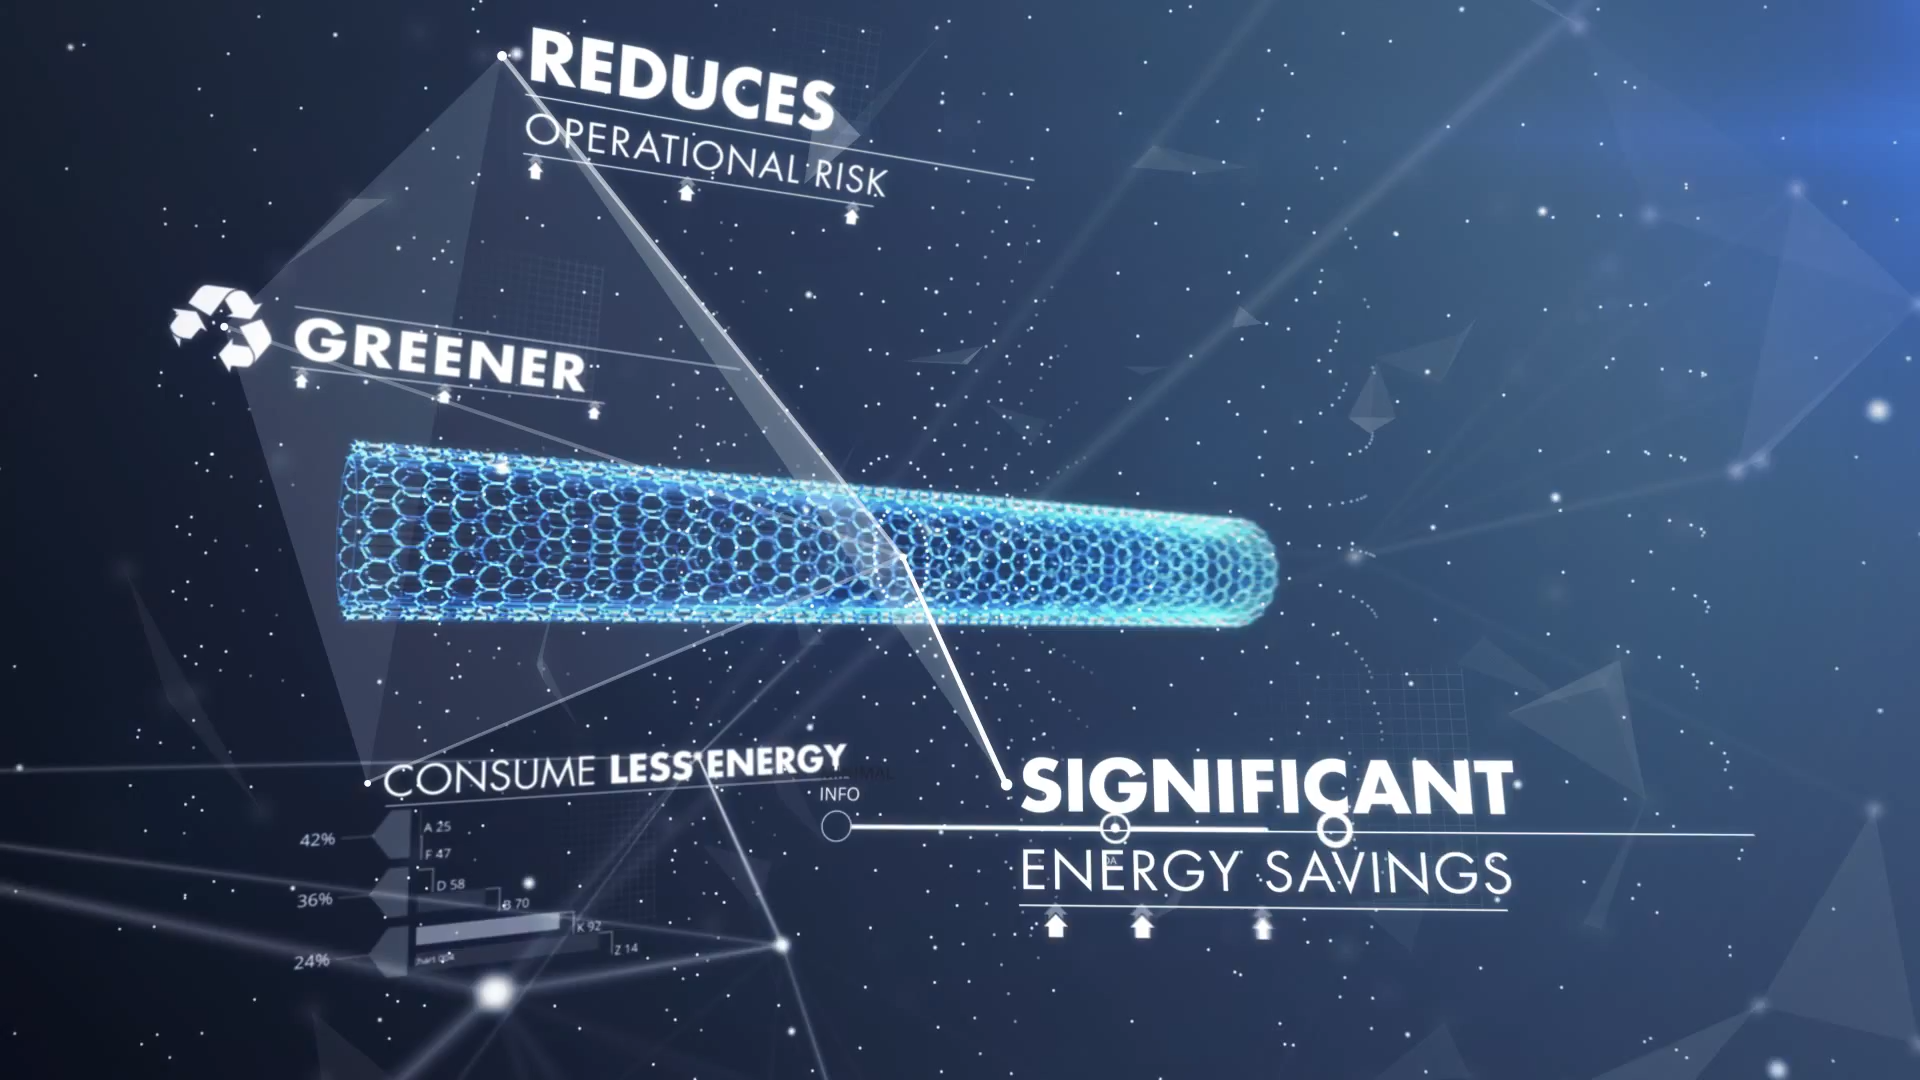 REDUCES
OPERATIONAL RISK
GREENER
CONSUME LESS ENERGY
INFO
SIGNIFICANT
ENERGY SAVINGS
42%
A 25
F 47
36%
D 58
B 70
K 92
24%
Z 14